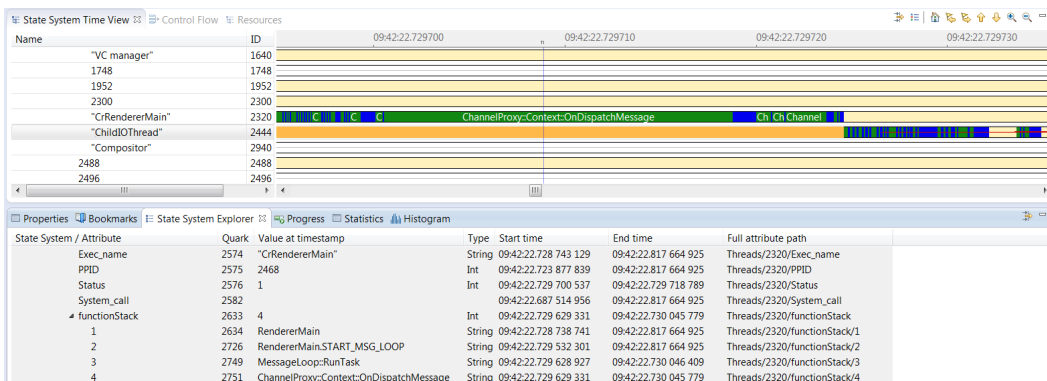 State System Time View Control Flow Resources
Name ID 09:42:22.729700 09:42:22.729710 09:42:22.729720 09:42:22.729730
"VC manager" 1640
1748 1748
1952 1952
2300 2300
"CrRendererMain" 2320 C C C ChannelProxy::Context::OnDispatchMessage Ch Ch Channel
"ChildIOThread" 2444
"Compositor" 2940
2488 2488
2496 2496
Properties Bookmarks State System Explorer Progress Statistics Histogram
State System / Attribute Quark Value at timestamp Type Start time End time Full attribute path
Exec_name 2574 "CrRendererMain" String 09:42:22.728 743 129 09:42:22.817 664 925 Threads/2320/Exec_name
PPID 2575 2468 Int 09:42:22.723 877 839 09:42:22.817 664 925 Threads/2320/PPID
Status 2576 1 Int 09:42:22.729 700 537 09:42:22.729 718 789 Threads/2320/Status
System_call 2582 09:42:22.687 514 956 09:42:22.817 664 925 Threads/2320/System_call
functionStack 2633 4 Int 09:42:22.729 629 331 09:42:22.730 045 779 Threads/2320/functionStack
1 2634 RendererMain String 09:42:22.728 738 741 09:42:22.817 664 925 Threads/2320/functionStack/1
2 2726 RendererMain.START_MSG_LOOP String 09:42:22.729 532 301 09:42:22.817 664 925 Threads/2320/functionStack/2
3 2749 MessageLoop::RunTask String 09:42:22.729 628 927 09:42:22.730 046 409 Threads/2320/functionStack/3
4 2751 ChannelProxy::Context::OnDispatchMessage String 09:42:22.729 629 331 09:42:22.730 045 779 Threads/2320/functionStack/4